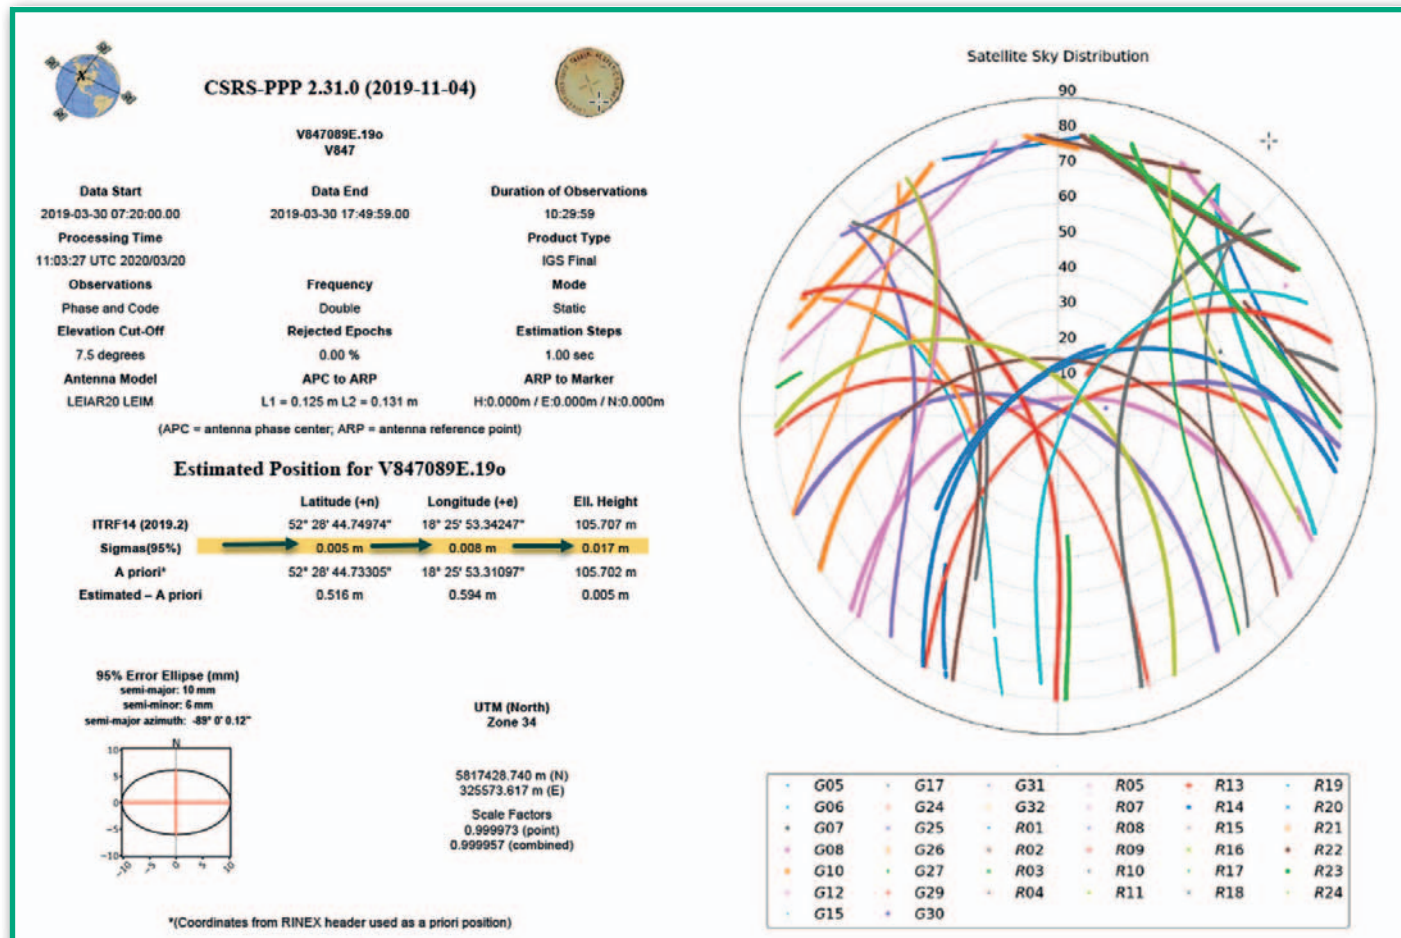 CSRS-PPP 2.31.0 (2019-11-04)
V847089E.19o
V847
Data Start Data End Duration of Observations
2019-03-30 07:20:00.00 2019-03-30 17:49:59.00 10:29:59
Processing Time Product Type
11:03:27 UTC 2020/03/20 IGS Final
Observations Frequency Mode
Phase and Code Double Static
Elevation Cut-Off Rejected Epochs Estimation Steps
7.5 degrees 0.00 % 1.00 sec
Antenna Model APC to ARP ARP to Marker
LEIAR20 LEIM L1 = 0.125 m L2 = 0.131 m H:0.000m / E:0.000m / N:0.000m
(APC = antenna phase center; ARP = antenna reference point)
Estimated Position for V847089E.19o
Latitude (+n) Longitude (+e) Ell. Height
ITRF14 (2019.2) 52° 28' 44.74974" 18° 25' 53.34247" 105.707 m
Sigmas(95%) 0.005 m 0.008 m 0.017 m
A priori* 52° 28' 44.73305" 18° 25' 53.31097" 105.702 m
Estimated – A priori 0.516 m 0.594 m 0.005 m
95% Error Ellipse (mm)
semi-major: 10 mm
semi-minor: 6 mm
semi-major azimuth: -89° 0' 0.12"
N
10
5
0
−5
−10
−10 −5 0 5 10
UTM (North)
Zone 34
5817428.740 m (N)
325573.617 m (E)
Scale Factors
0.999973 (point)
0.999957 (combined)
*(Coordinates from RINEX header used as a priori position)
Satellite Sky Distribution
90
80
70
60
50
40
30
20
10
G05 G17 G31 R05 R13 R19
G06 G24 G32 R07 R14 R20
G07 G25 R01 R08 R15 R21
G08 G26 R02 R09 R16 R22
G10 G27 R03 R10 R17 R23
G12 G29 R04 R11 R18 R24
G15 G30